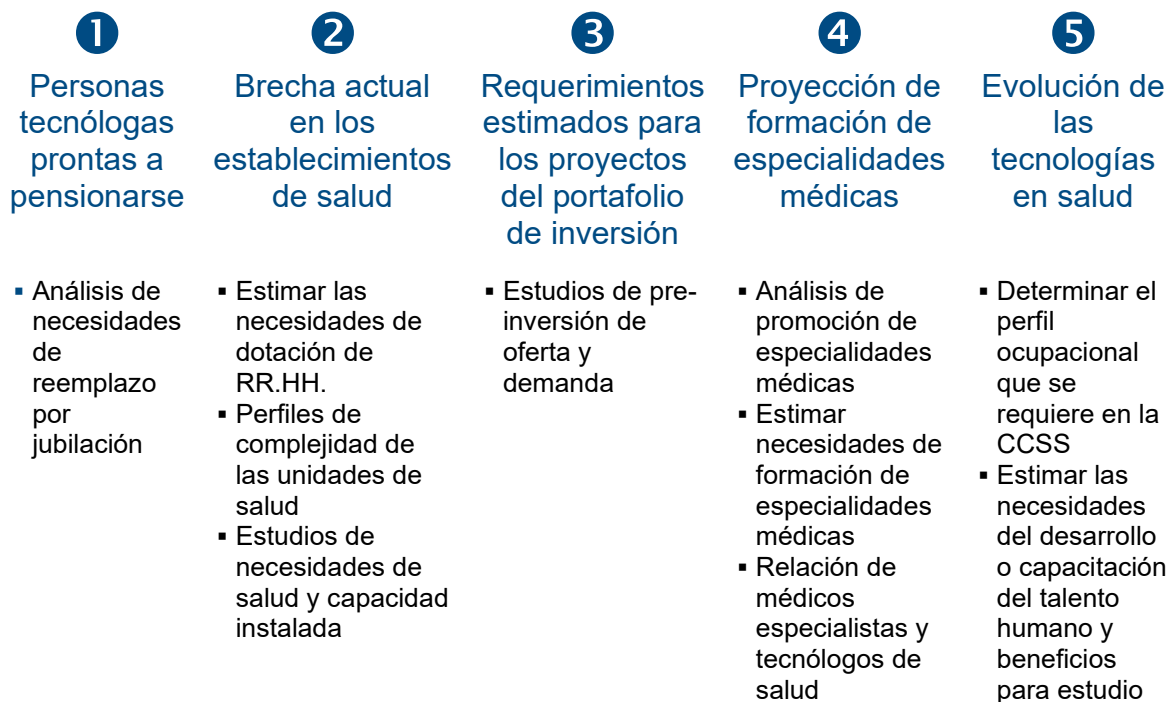 1
Personas
tecnólogas
prontas a
pensionarse
▪ Análisis de
necesidades
de
reemplazo
por
jubilación
2
Brecha actual
en los
establecimientos
de salud
▪ Estimar las
necesidades de
dotación de
RR.HH.
▪ Perfiles de
complejidad de
las unidades de
salud
▪ Estudios de
necesidades de
salud y capacidad
instalada
3
Requerimientos
estimados para
los proyectos
del portafolio
de inversión
▪ Estudios de pre-
inversión de
oferta y
demanda
4
Proyección de
formación de
especialidades
médicas
▪ Análisis de
promoción de
especialidades
médicas
▪ Estimar
necesidades de
formación de
especialidades
médicas
▪ Relación de
médicos
especialistas y
tecnólogos de
salud
5
Evolución de
las
tecnologías
en salud
▪ Determinar el
perfil
ocupacional
que se
requiere en la
CCSS
▪ Estimar las
necesidades
del desarrollo
o capacitación
del talento
humano y
beneficios
para estudio